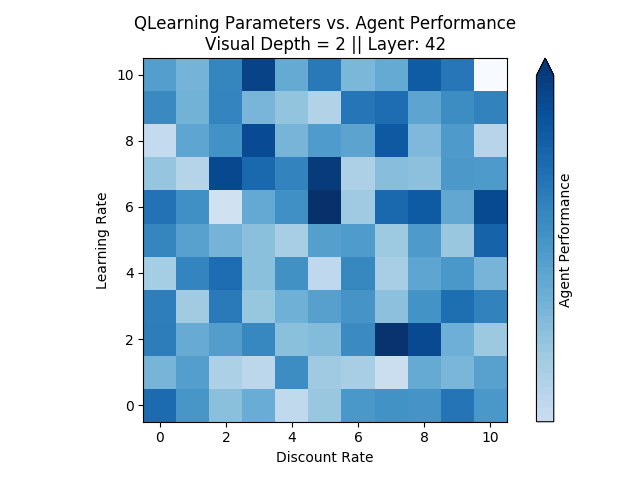 QLearning Parameters vs. Agent Performance
Visual Depth = 2 || Layer: 42
10
8
6
4
2
0
Learning Rate
0 2 4 6 8 10
Discount Rate
Agent Performance